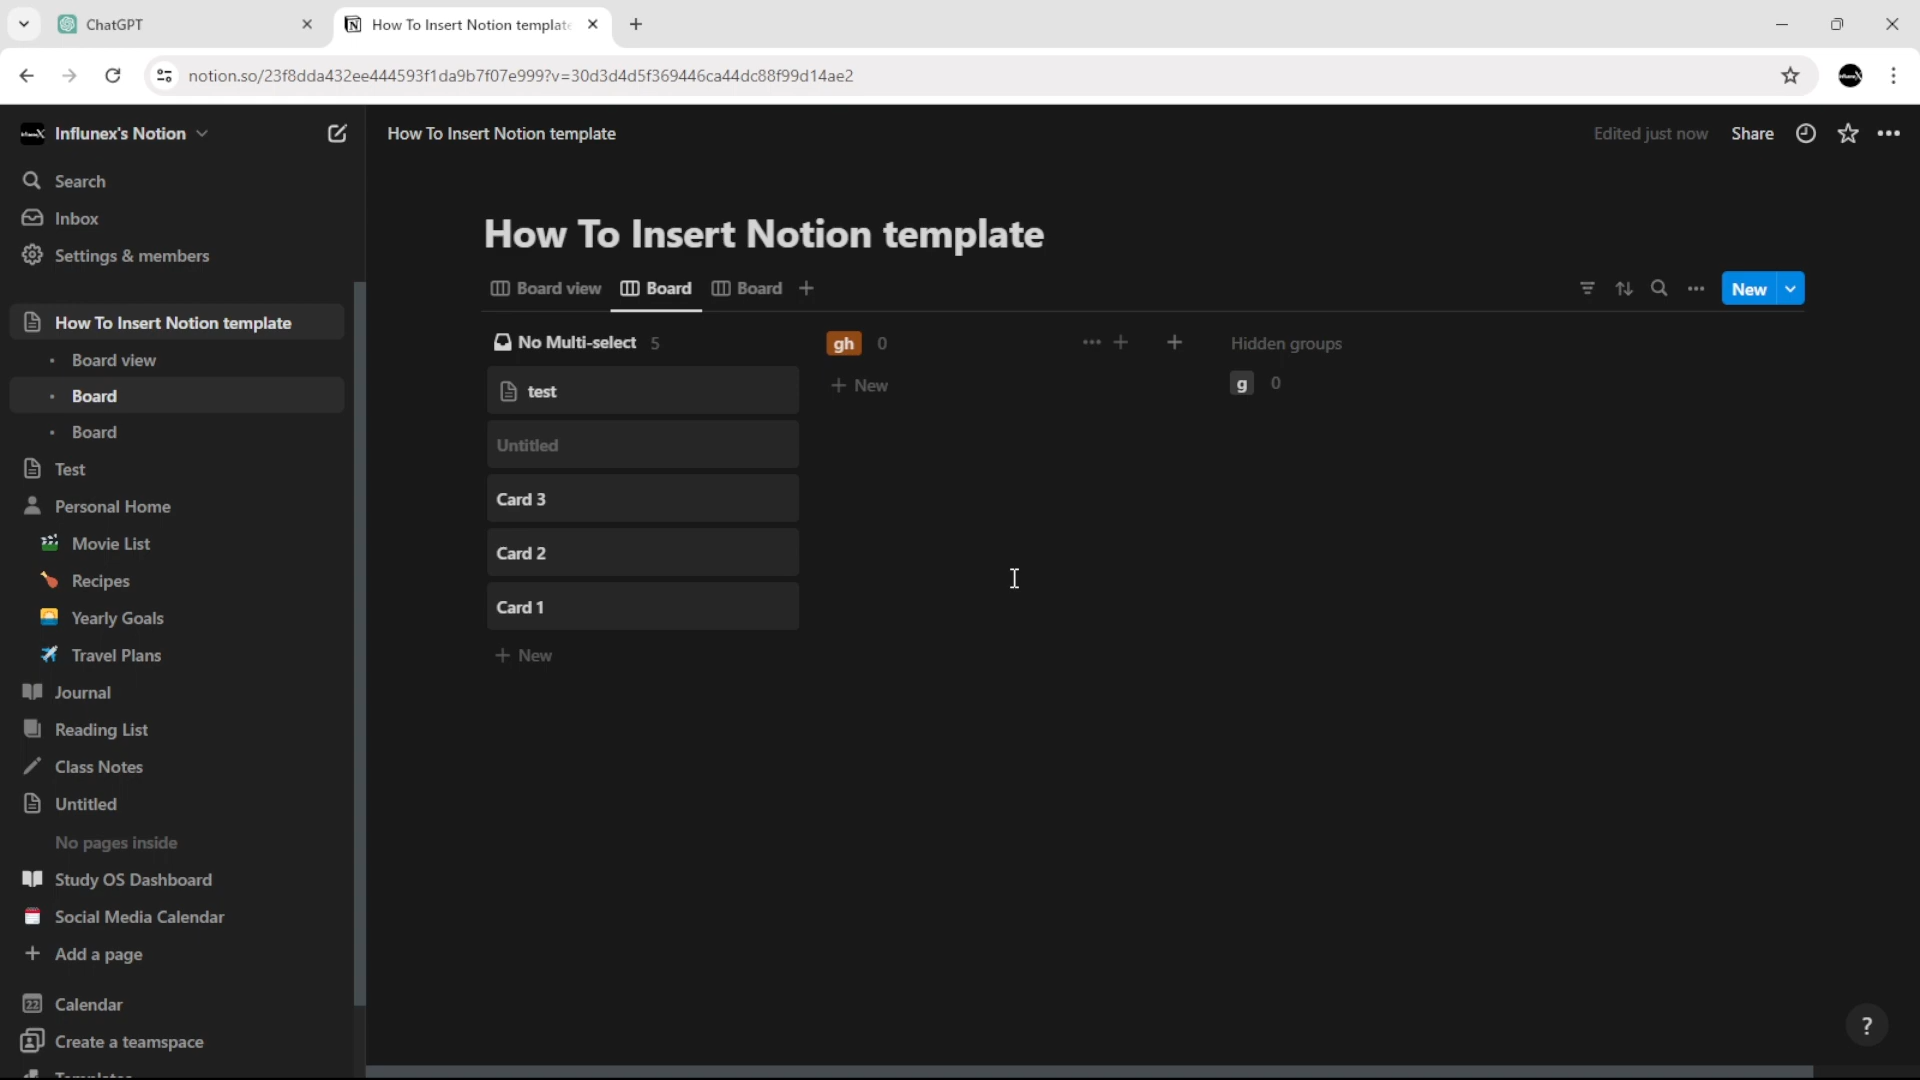 ChatGPT
How To Insert Notion template
notion.so/23f8dda432ee444593f1da9b7f07e999?v=30d3d4d5f369446ca44dc88f99d14ae2
Influnex's Notion
How To Insert Notion template
Edited just now
Share
Search
Inbox
Settings & members
How To Insert Notion template
Board view
Board
Board
Test
Personal Home
Movie List
Recipes
Yearly Goals
Travel Plans
Journal
Reading List
Class Notes
Untitled
No pages inside
Study OS Dashboard
Social Media Calendar
Add a page
22 Calendar
Create a teamspace
Templates
How To Insert Notion template
Board view
Board
Board
New
No Multi-select 5
gh 0
Hidden groups
test
New
g 0
Untitled
Card 3
Card 2
Card 1
New
?